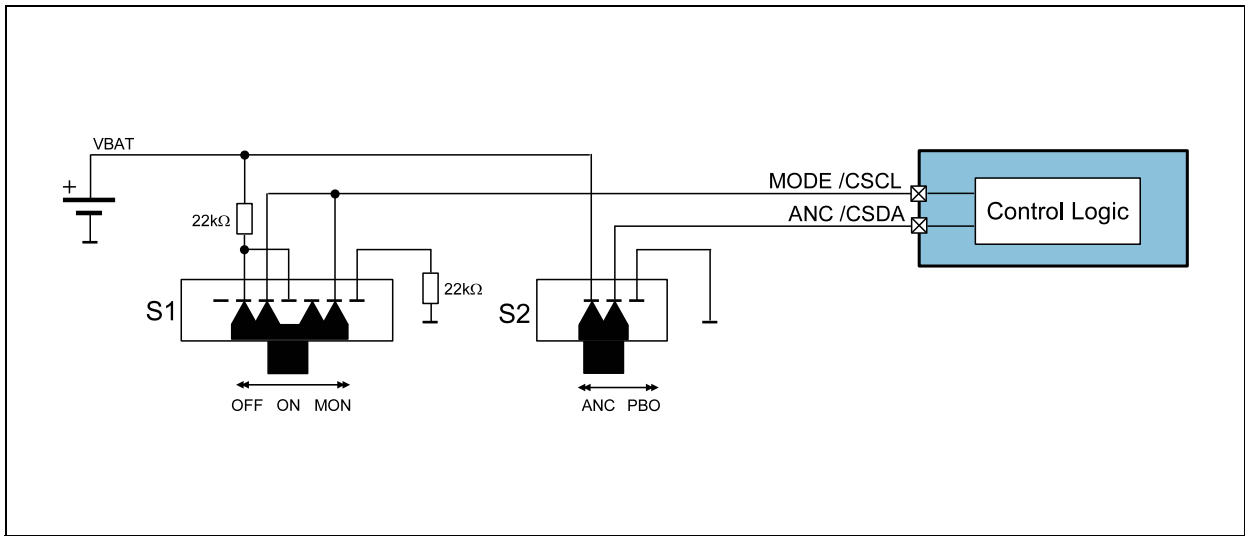 VBAT
+
MODE /CSCL
ANC /CSDA
Control Logic
22kΩ
22kΩ
S1
S2
OFF ON MON
ANC PBO